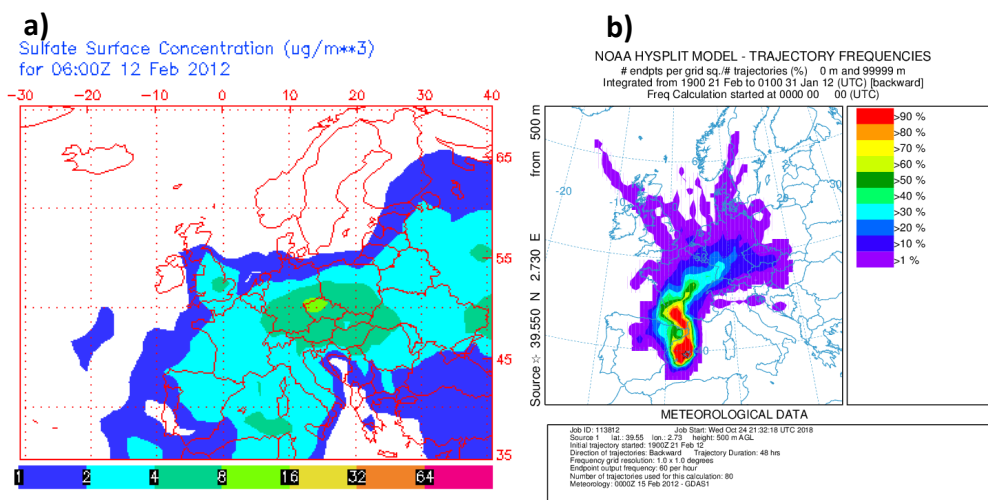 a)
Sulfate Surface Concentration (ug/m**3)
for 06:00Z 12 Feb 2012
-30 -20 -10 0 10 20 30 40
65
55
45
35
1 2 4 8 16 32 64
b)
NOAA HYSPLIT MODEL - TRAJECTORY FREQUENCIES
# endpts per grid sq./# trajectories (%) 0 m and 99999 m
Integrated from 1900 21 Feb to 0100 31 Jan 12 (UTC) [backward]
Freq Calculation started at 0000 00 00 (UTC)
Source ☆ 39.550 N 2.730 E from 500 m
-20
-10
20
30
>90 %
>80 %
>70 %
>60 %
>50 %
>40 %
>30 %
>20 %
>10 %
>1 %
METEOROLOGICAL DATA
Job ID: 113812 Job Start: Wed Oct 24 21:32:18 UTC 2018
Source 1 lat.: 39.55 lon.: 2.73 height: 500 m AGL
Initial trajectory started: 1900Z 21 Feb 12
Direction of trajectories: Backward Trajectory Duration: 48 hrs
Frequency grid resolution: 1.0 x 1.0 degrees
Endpoint output frequency: 60 per hour
Number of trajectories used for this calculation: 80
Meteorology: 0000Z 15 Feb 2012 - GDAS1